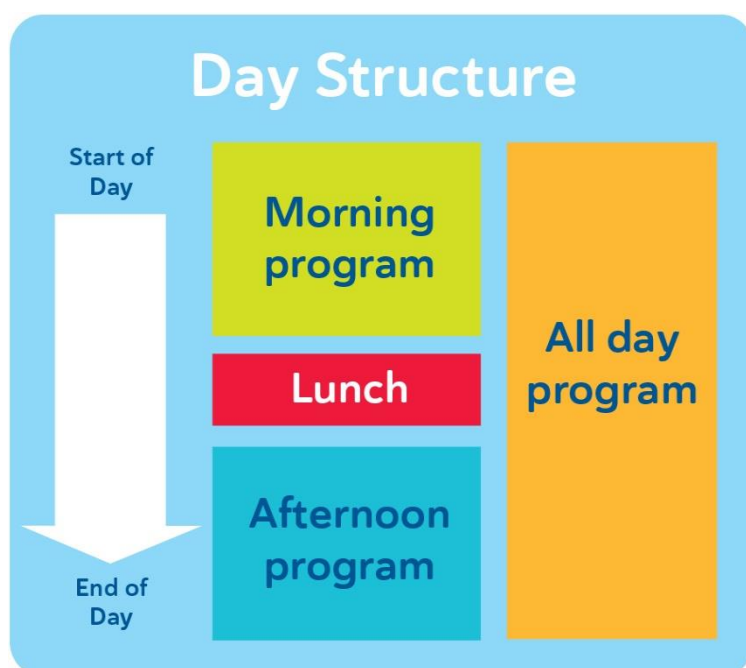 Day Structure
Start of
Day
Morning
program
Lunch
Afternoon
program
All day
program
End of
Day